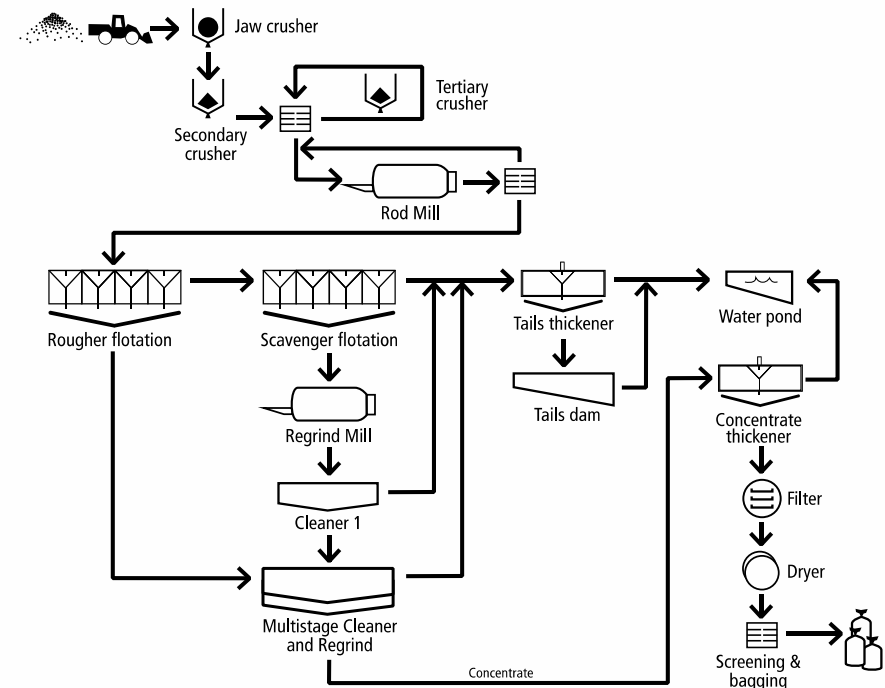 Jaw crusher
Tertiary
crusher
Secondary
crusher
Rod Mill
Rougher flotation
Scavenger flotation
Tails thickener
Water pond
Tails dam
Regrind Mill
Concentrate
thickener
Cleaner 1
Filter
Dryer
Multistage Cleaner
and Regrind
Concentrate
Screening &
bagging